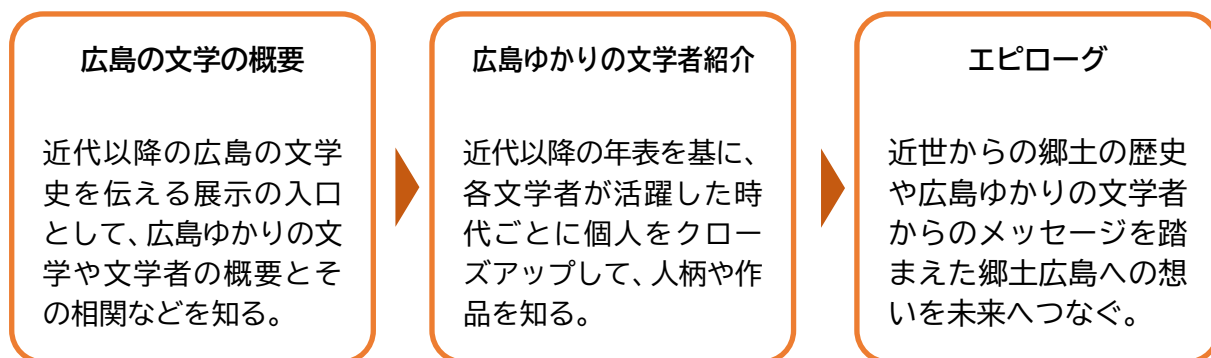 広島の文学の概要
近代以降の広島の文学
史を伝える展示の入口
として、広島ゆかりの文
学や文学者の概要とそ
の相関などを知る。
広島ゆかりの文学者紹介
近代以降の年表を基に、
各文学者が活躍した時
代ごとに個人をクロー
ズアップして、人柄や作
品を知る。
エピローグ
近世からの郷土の歴史
や広島ゆかりの文学者
からのメッセージを踏
まえた郷土広島への想
いを未来へつなぐ。